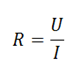 R = U/I